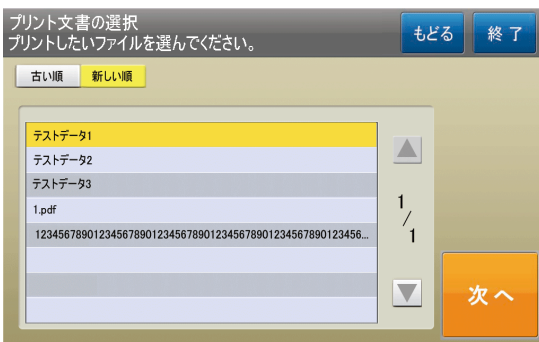 プリント文書の選択
プリントしたいファイルを選んでください。
もどる
終了
古い順
新しい順
テストデータ1
テストデータ2
テストデータ3
1.pdf
12345678901234567890123456789012345678901234567890123456...
1/1
次へ